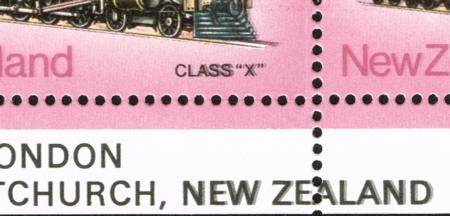 land
CLASS "X"
New Z
ONDON
TCHURCH, NEW ZEALAND